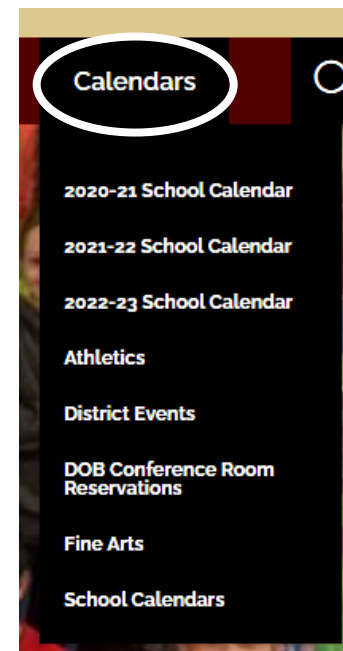 Calendars
2020-21 School Calendar
2021-22 School Calendar
2022-23 School Calendar
Athletics
District Events
DOB Conference Room
Reservations
Fine Arts
School Calendars